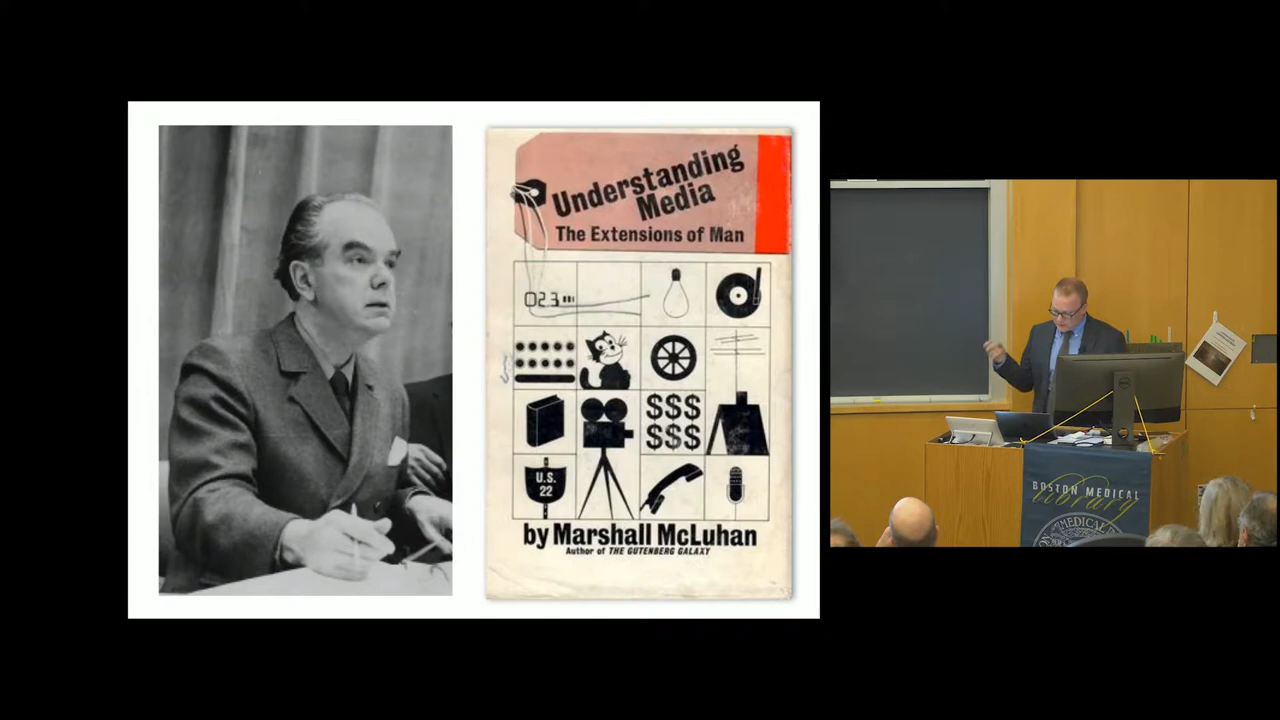 Understanding
Media
The Extensions of Man
023
$$$
$$$
U.S.
22
by Marshall McLuhan
Author of THE GUTENBERG GALAXY
BOSTON MEDICAL
library
MEDICAL